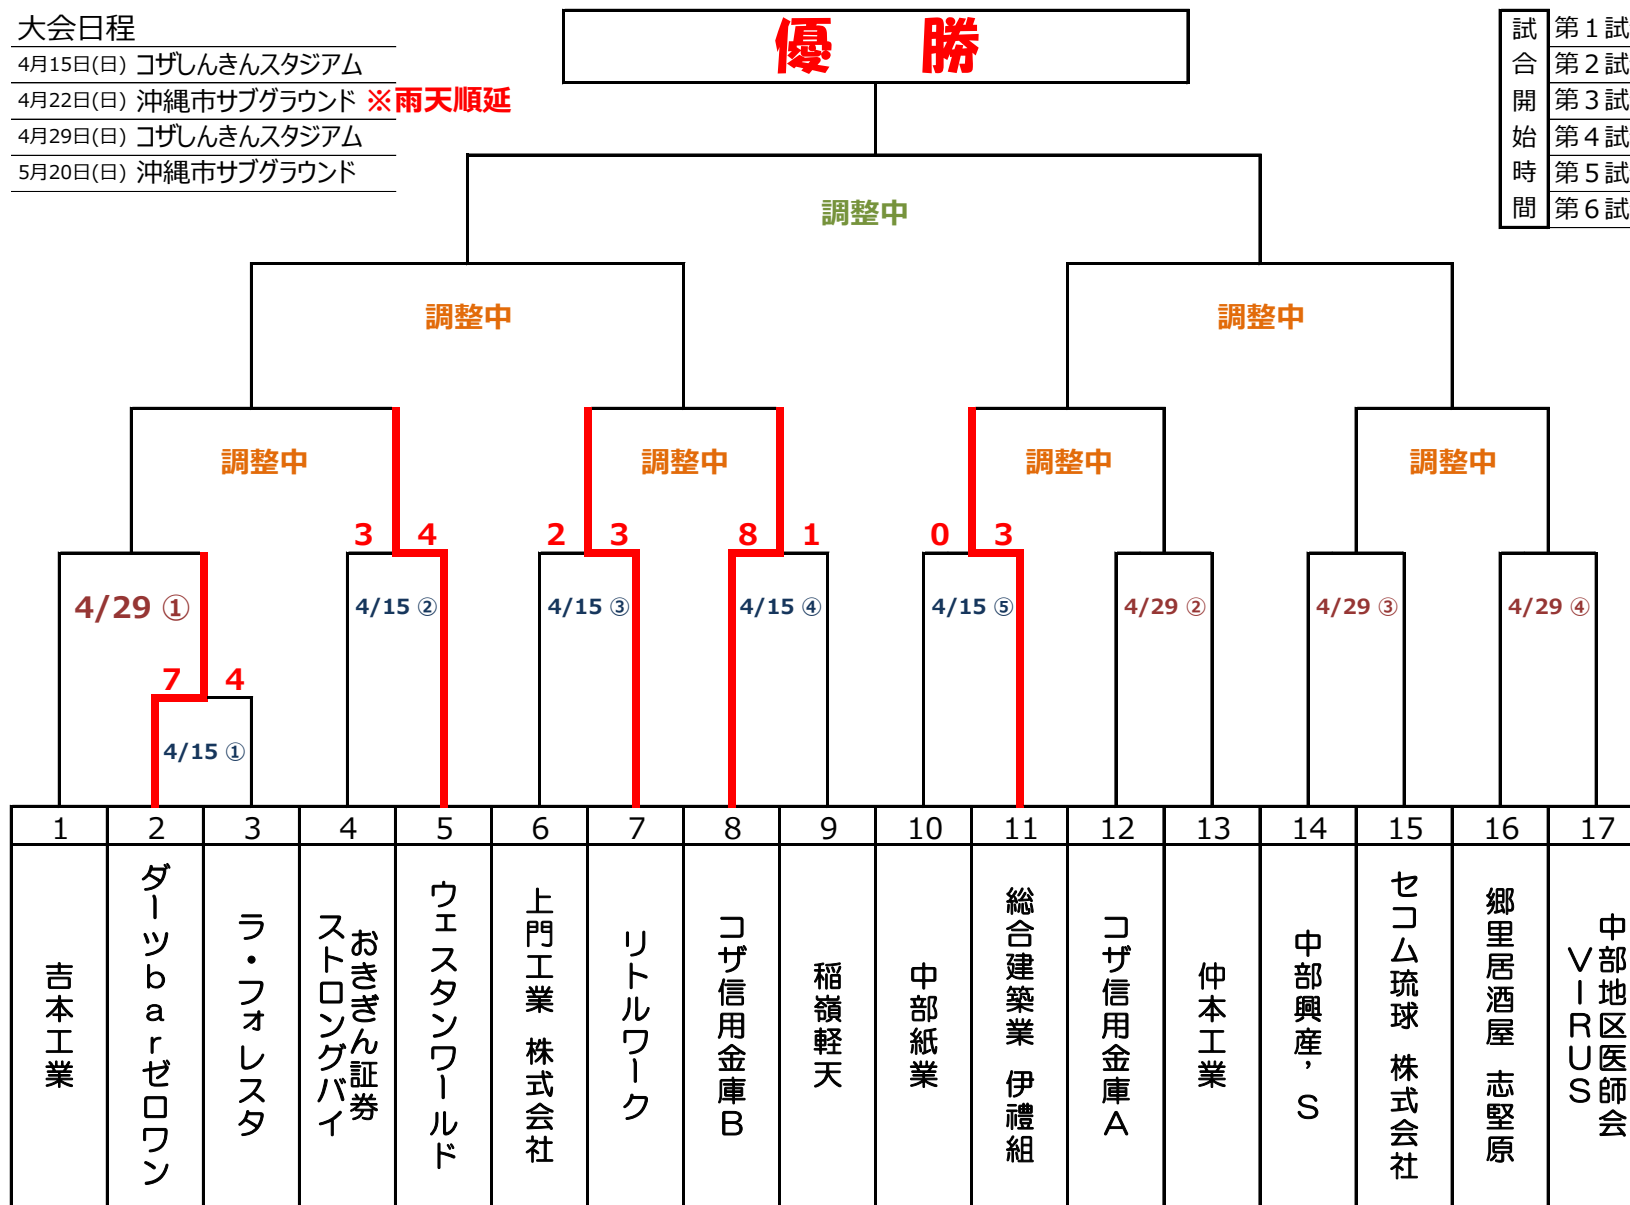 大会日程
4月15日(日) コザしんきんスタジアム
4月22日(日) 沖縄市サブグラウンド ※雨天順延
4月29日(日) コザしんきんスタジアム
5月20日(日) 沖縄市サブグラウンド
優 勝
試合開始時間
第1試
第2試
第3試
第4試
第5試
第6試
調整中
調整中 調整中
調整中 調整中 調整中 調整中
3 4 2 3 8 1 0 3
4/29 ① 4/15 ② 4/15 ③ 4/15 ④ 4/15 ⑤ 4/29 ② 4/29 ③ 4/29 ④
7 4
4/15 ①
1 2 3 4 5 6 7 8 9 10 11 12 13 14 15 16 17
吉本工業
ダーツbarゼロワン
ラ・フォレスタ
おきぎん証券
ストロングバイ
ウェスタンワールド
上門工業 株式会社
リトルワーク
コザ信用金庫B
稲嶺軽天
中部紙業
総合建築業 伊禮組
コザ信用金庫A
仲本工業
中部興産’S
セコム琉球 株式会社
郷里居酒屋 志堅原
中部地区医師会
VIRUS